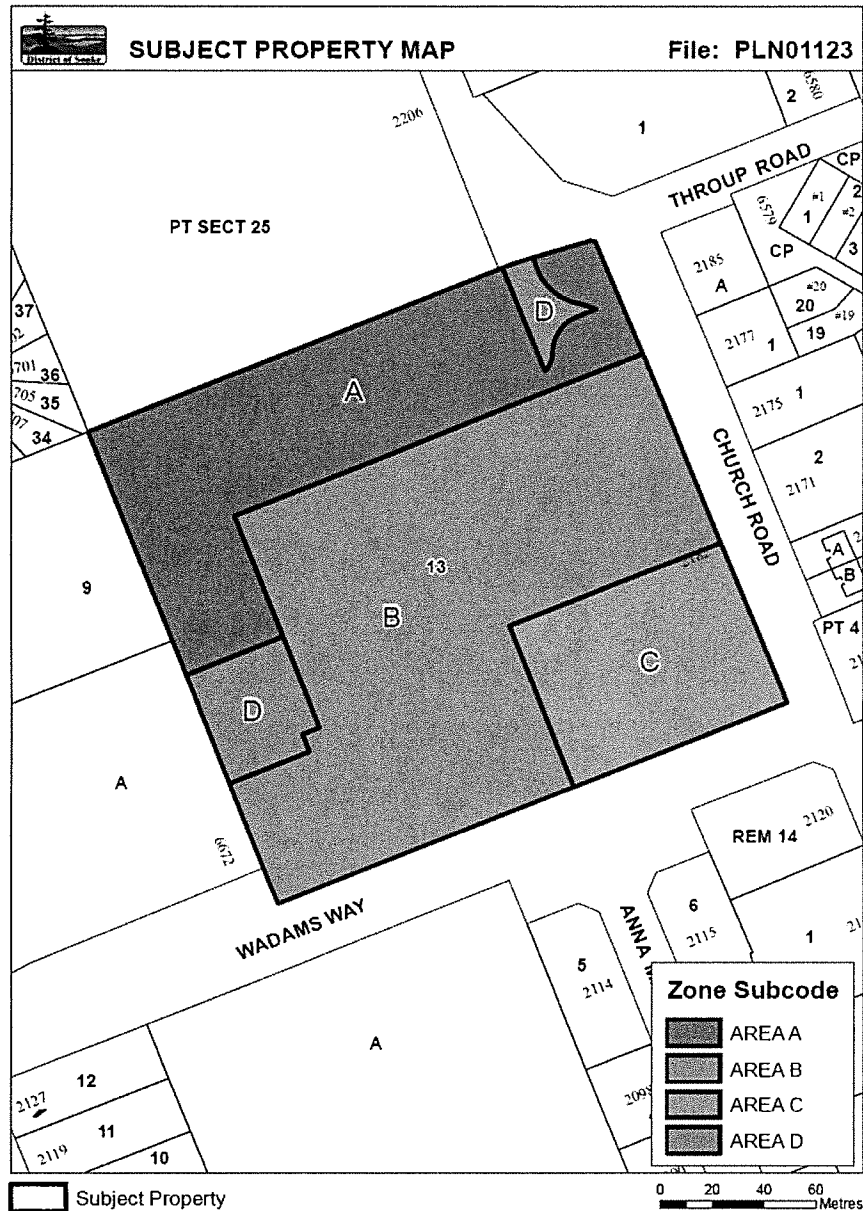 District of Sooke
SUBJECT PROPERTY MAP
File: PLN01123
2206
1
2
6580
THROUP ROAD
PT SECT 25
CP
6579
#1
1
2
#2
3
CP
2185
A
#20
20
#19
19
37
36
701
35
705
34
07
D
A
2177
1
2175
1
2
2171
CHURCH ROAD
A
B
PT 4
9
13
B
C
D
A
6672
WADAMS WAY
REM 14
2120
6
2115
ANNA
5
2114
1
A
12
2127
11
2119
10
Zone Subcode
AREA A
AREA B
AREA C
AREA D
Subject Property
0 20 40 60
Metres